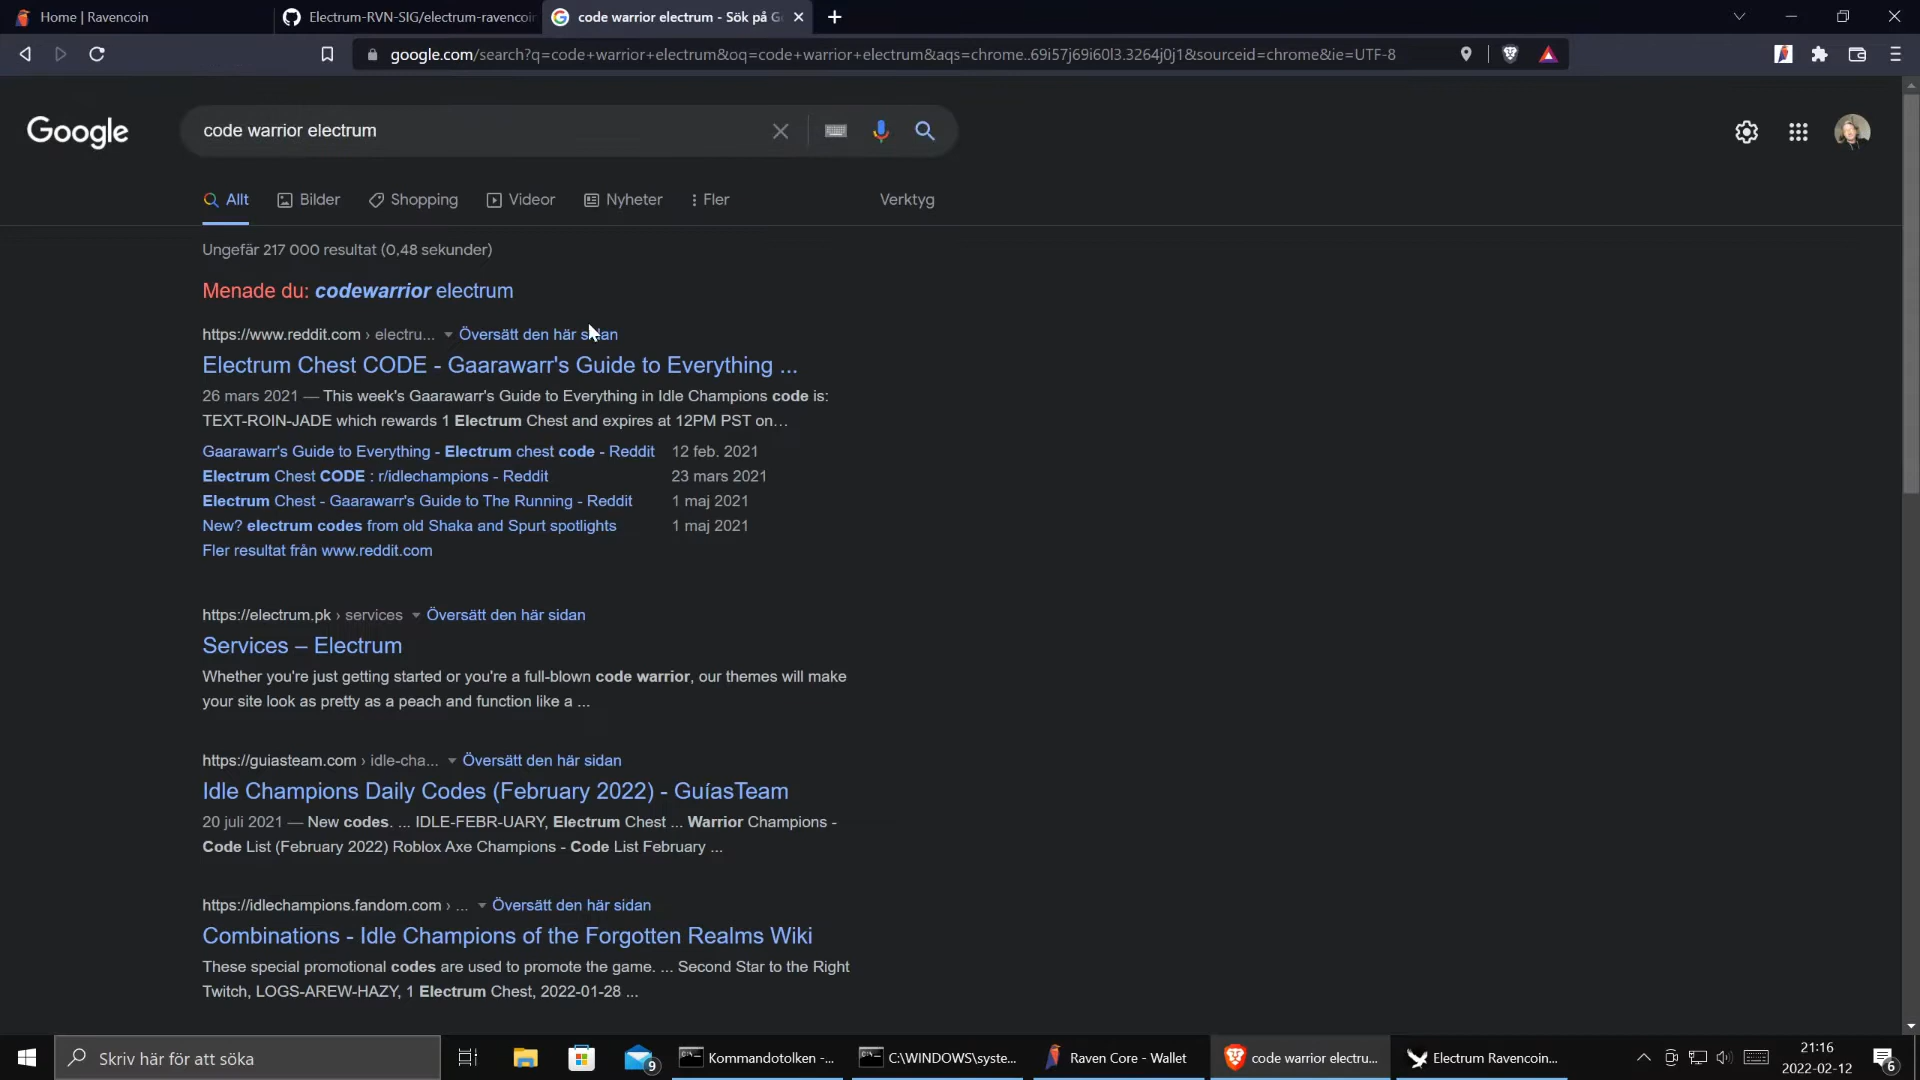 Home | Ravencoin
Electrum-RVN-SIG/electrum-ravencoin
code warrior electrum - Sök på G
google.com/search?q=code+warrior+electrum&oq=code+warrior+electrum&aqs=chrome..69i57j69i60l3.3264j0j1&sourceid=chrome&ie=UTF-8
Google
code warrior electrum
Allt
Bilder
Shopping
Videor
Nyheter
Fler
Verktyg
Ungefär 217 000 resultat (0,48 sekunder)
Menade du: codewarrior electrum
https://www.reddit.com › electru... Översätt den här sidan
Electrum Chest CODE - Gaarawarr's Guide to Everything ...
26 mars 2021 — This week's Gaarawarr's Guide to Everything in Idle Champions code is:
TEXT-ROIN-JADE which rewards 1 Electrum Chest and expires at 12PM PST on...
Gaarawarr's Guide to Everything - Electrum chest code - Reddit 12 feb. 2021
Electrum Chest CODE : r/idlechampions - Reddit 23 mars 2021
Electrum Chest - Gaarawarr's Guide to The Running - Reddit 1 maj 2021
New? electrum codes from old Shaka and Spurt spotlights 1 maj 2021
Fler resultat från www.reddit.com
https://electrum.pk › services Översätt den här sidan
Services – Electrum
Whether you're just getting started or you're a full-blown code warrior, our themes will make
your site look as pretty as a peach and function like a ...
https://guiasteam.com › idle-cha... Översätt den här sidan
Idle Champions Daily Codes (February 2022) - GuíasTeam
20 juli 2021 — New codes. ... IDLE-FEBR-UARY, Electrum Chest ... Warrior Champions -
Code List (February 2022) Roblox Axe Champions - Code List February ...
https://idlechampions.fandom.com › ... Översätt den här sidan
Combinations - Idle Champions of the Forgotten Realms Wiki
These special promotional codes are used to promote the game. ... Second Star to the Right
Twitch, LOGS-AREW-HAZY, 1 Electrum Chest, 2022-01-28 ...
Skriv här för att söka
9
Kommandotolken -...
C:\WINDOWS\syste...
Raven Core - Wallet
code warrior electru...
Electrum Ravencoin...
21:16
2022-02-12
6